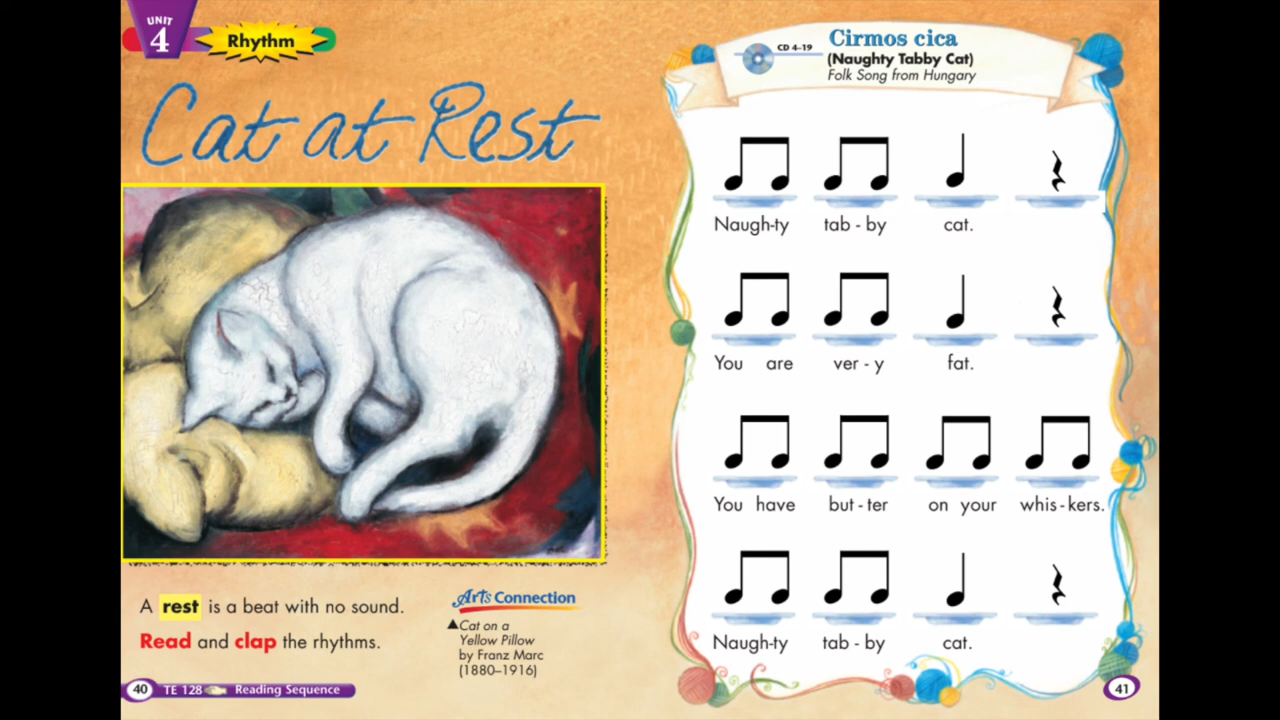 UNIT
4
Rhythm
Cat at Rest
A rest is a beat with no sound.
Read and clap the rhythms.
Arts Connection
▲Cat on a
Yellow Pillow
by Franz Marc
(1880–1916)
40 TE 128 Reading Sequence
CD 4–19
Cirmos cica
(Naughty Tabby Cat)
Folk Song from Hungary
Naugh-ty tab - by cat.
You are ver - y fat.
You have but - ter on your whis - kers.
Naugh-ty tab - by cat.
41